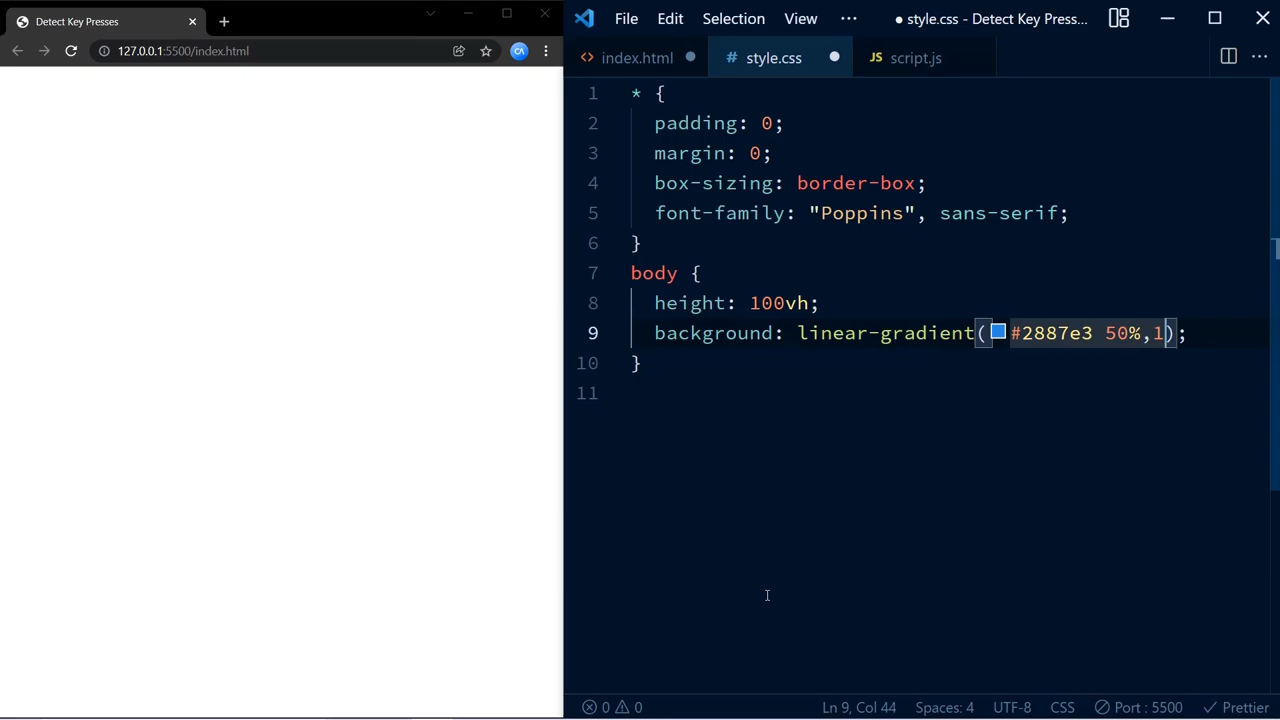 Detect Key Presses
127.0.0.1:5500/index.html
File Edit Selection View ··· ● style.css - Detect Key Press...
<> index.html ● # style.css ● JS script.js ···
1 * {
2 padding: 0;
3 margin: 0;
4 box-sizing: border-box;
5 font-family: "Poppins", sans-serif;
6 }
7 body {
8 height: 100vh;
9 background: linear-gradient(#2887e3 50%,1);
10 }
11
0 0 Ln 9, Col 44 Spaces: 4 UTF-8 CSS Port : 5500 Prettier